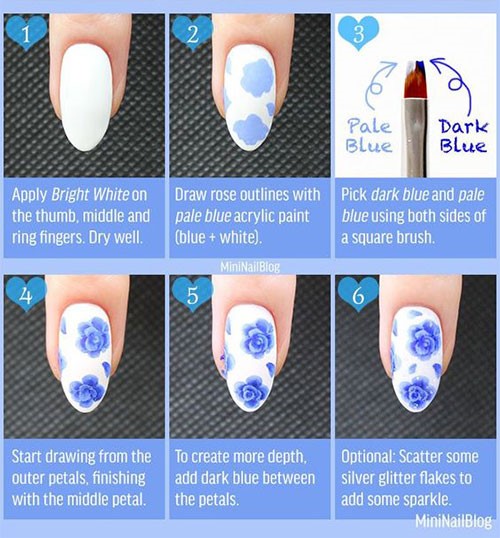 1
Apply Bright White on
the thumb, middle and
ring fingers. Dry well.
2
Draw rose outlines with
pale blue acrylic paint
(blue + white).
3
Pale
Blue
Dark
Blue
Pick dark blue and pale
blue using both sides of
a square brush.
MiniNailBlog
4
Start drawing from the
outer petals, finishing
with the middle petal.
5
To create more depth,
add dark blue between
the petals.
6
Optional: Scatter some
silver glitter flakes to
add some sparkle.
MiniNailBlog